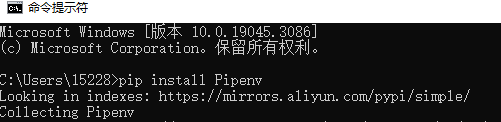 命令提示符
Microsoft Windows [版本 10.0.19045.3086]
(c) Microsoft Corporation。保留所有权利。
C:\Users\15228>pip install Pipenv
Looking in indexes: https://mirrors.aliyun.com/pypi/simple/
Collecting Pipenv